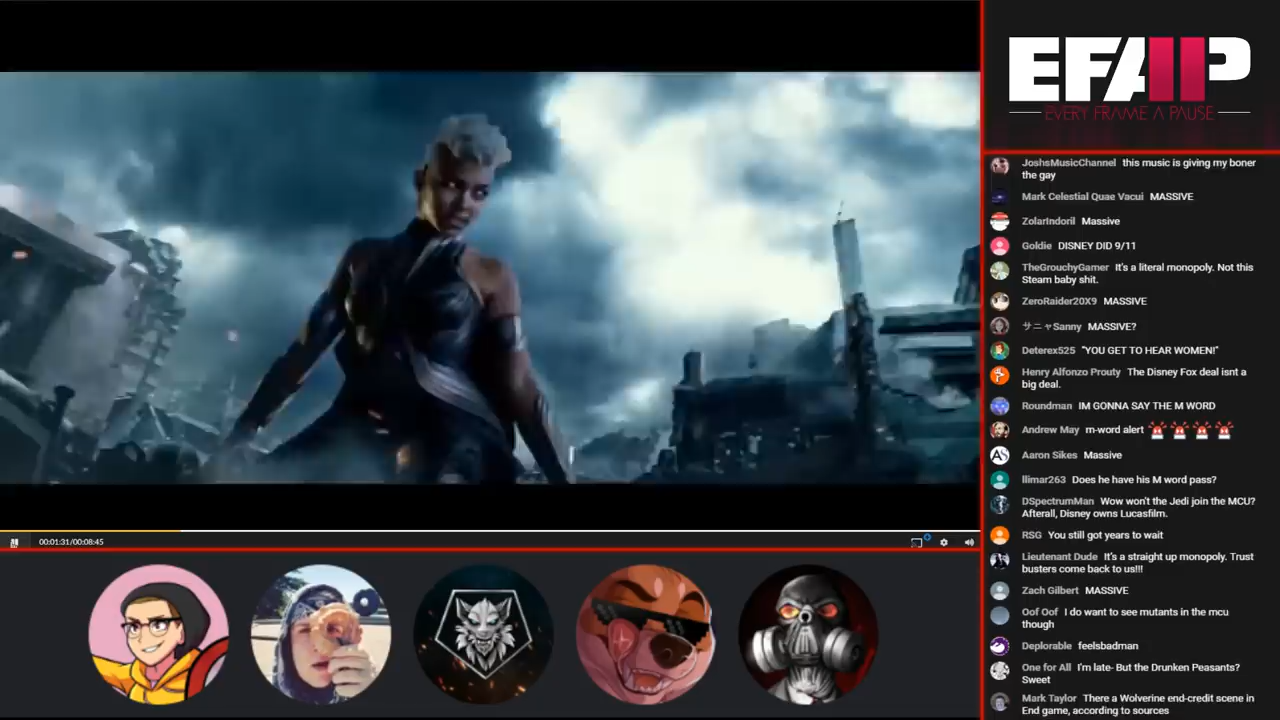 EFAP
EVERY FRAME A PAUSE
JoshsMusicChannel this music is giving my boner
the gay
Mark Celestial Quae Vacui MASSIVE
ZolarIndoril Massive
Goldie DISNEY DID 9/11
TheGrouchyGamer It's a literal monopoly. Not this
Steam baby shit.
ZeroRaider20X9 MASSIVE
サニャSanny MASSIVE?
Deterex525 "YOU GET TO HEAR WOMEN!"
Henry Alfonzo Prouty The Disney Fox deal isnt a
big deal.
Roundman IM GONNA SAY THE M WORD
Andrew May m-word alert
AS Aaron Sikes Massive
llimar263 Does he have his M word pass?
DSpectrumMan Wow won't the Jedi join the MCU?
Afterall, Disney owns Lucasfilm.
RSG You still got years to wait
Lieutenant Dude It's a straight up monopoly. Trust
busters come back to us!!!
Zach Gilbert MASSIVE
Oof Oof I do want to see mutants in the mcu
though
Deplorable feelsbadman
One for All I'm late- But the Drunken Peasants?
Sweet
Mark Taylor There a Wolverine end-credit scene in
End game, according to sources
00:01:31/00:08:45